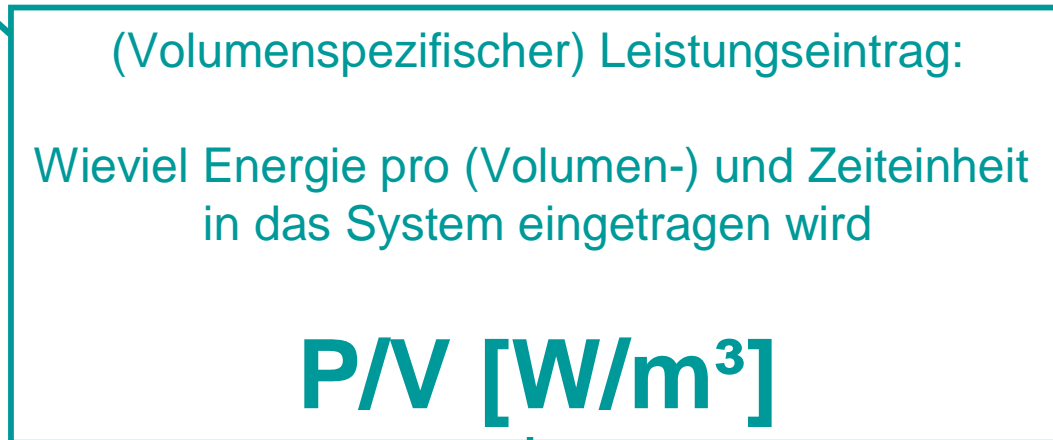 (Volumenspezifischer) Leistungseintrag:
Wieviel Energie pro (Volumen-) und Zeiteinheit
in das System eingetragen wird
P/V [W/m³]